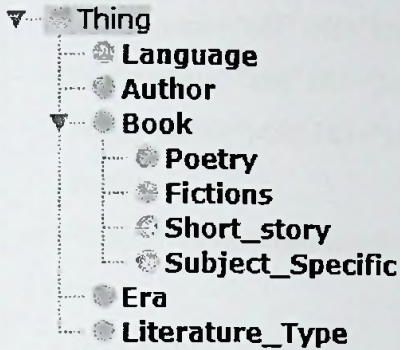 Thing
Language
Author
Book
Poetry
Fictions
Short_story
Subject_Specific
Era
Literature_Type